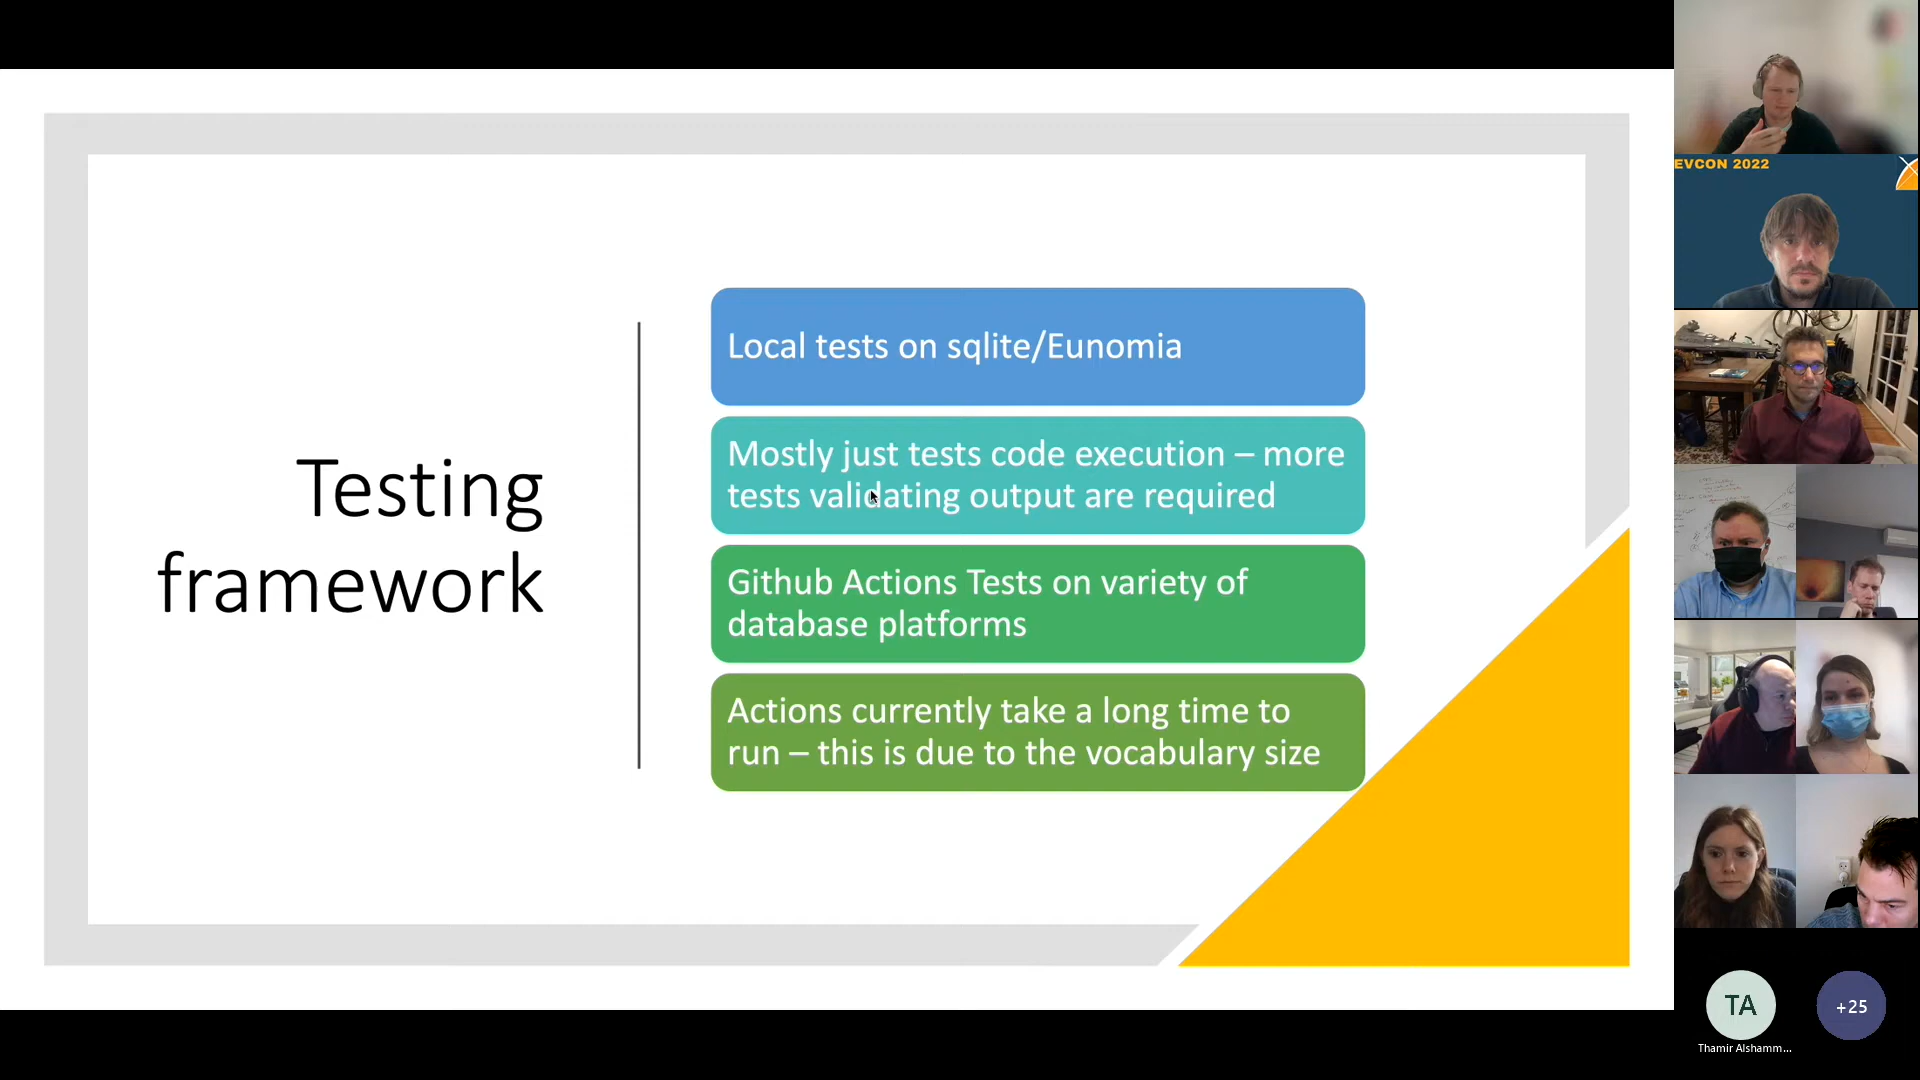 Testing
framework
Local tests on sqlite/Eunomia
Mostly just tests code execution – more
tests validating output are required
Github Actions Tests on variety of
database platforms
Actions currently take a long time to
run – this is due to the vocabulary size
EVCON 2022
TA
Thamir Alshamm...
+25